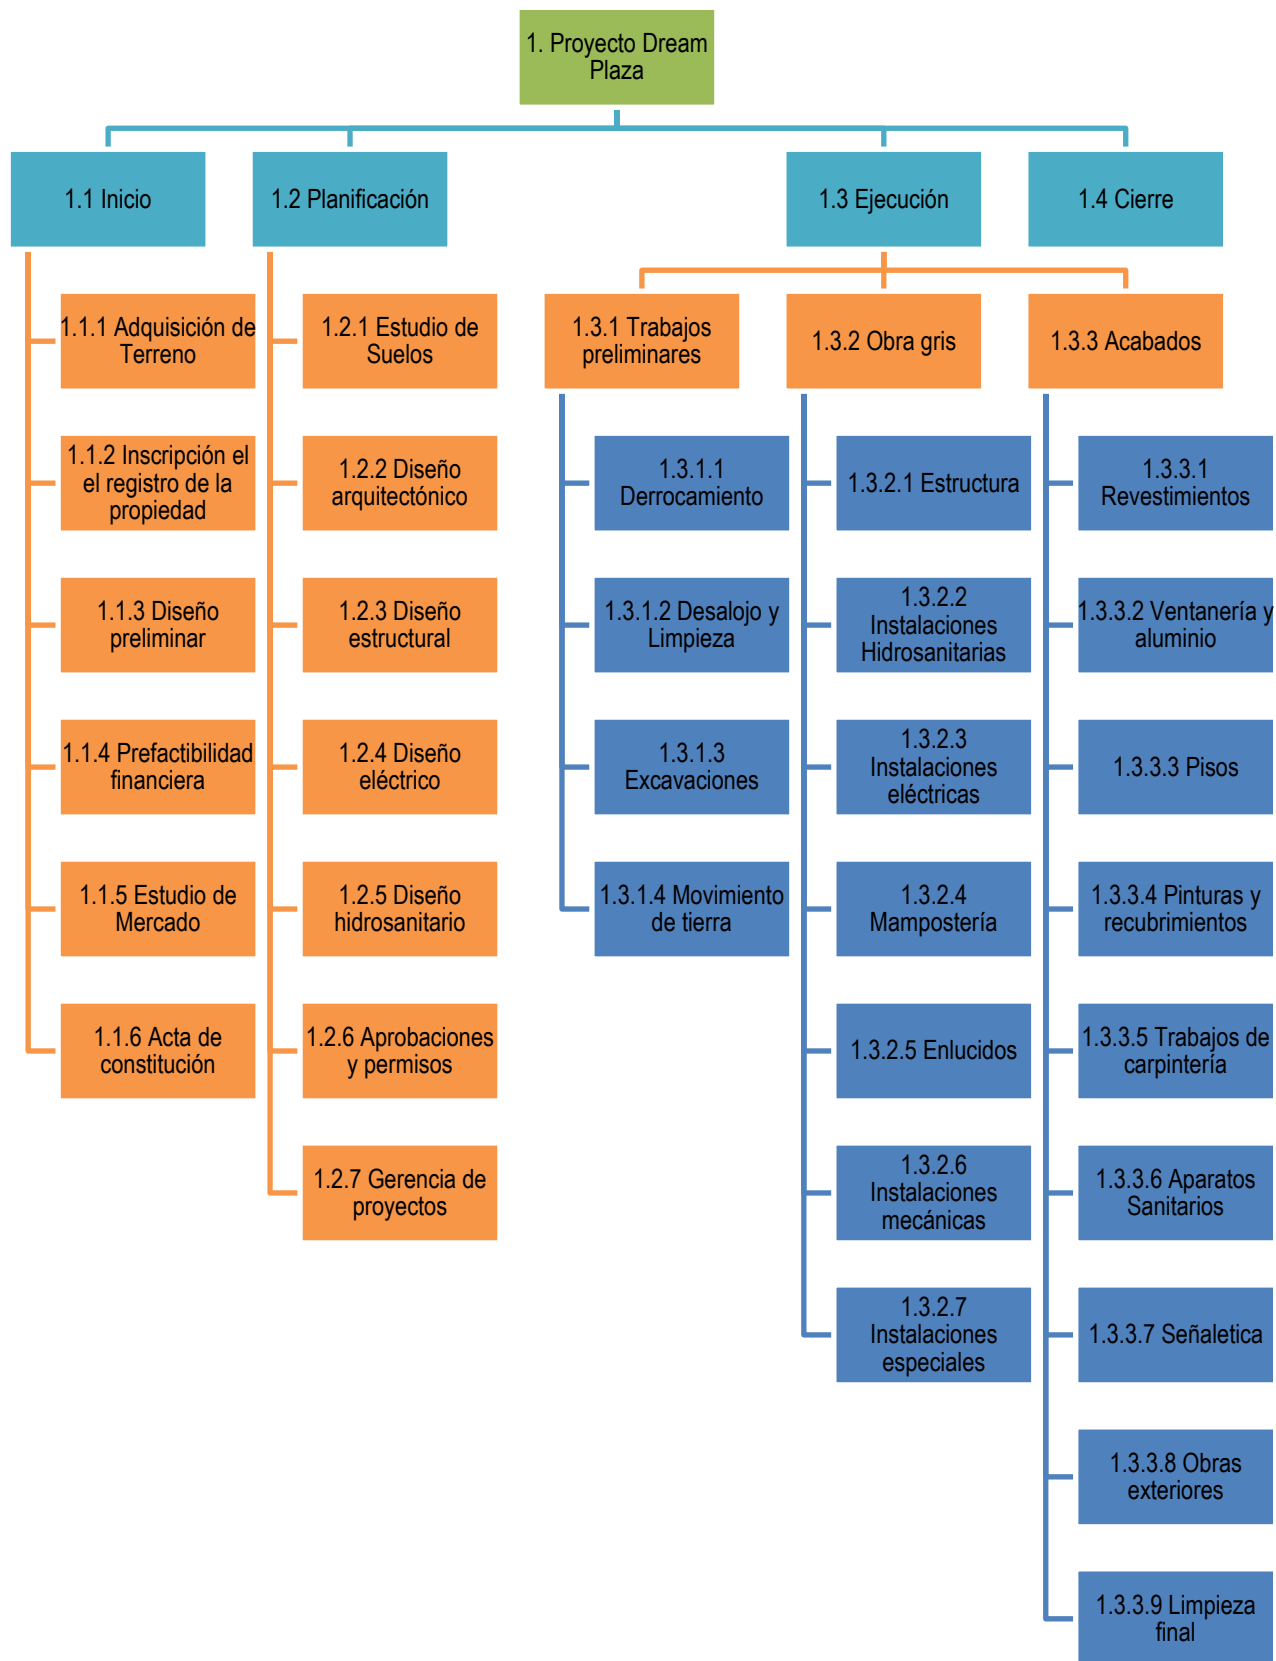 1. Proyecto Dream
Plaza
1.1 Inicio
1.2 Planificación
1.3 Ejecución
1.4 Cierre
1.1.1 Adquisición de
Terreno
1.1.2 Inscripción el
el registro de la
propiedad
1.1.3 Diseño
preliminar
1.1.4 Prefactibilidad
financiera
1.1.5 Estudio de
Mercado
1.1.6 Acta de
constitución
1.2.1 Estudio de
Suelos
1.2.2 Diseño
arquitectónico
1.2.3 Diseño
estructural
1.2.4 Diseño
eléctrico
1.2.5 Diseño
hidrosanitario
1.2.6 Aprobaciones
y permisos
1.2.7 Gerencia de
proyectos
1.3.1 Trabajos
preliminares
1.3.1.1
Derrocamiento
1.3.1.2 Desalojo y
Limpieza
1.3.1.3
Excavaciones
1.3.1.4 Movimiento
de tierra
1.3.2 Obra gris
1.3.2.1 Estructura
1.3.2.2
Instalaciones
Hidrosanitarias
1.3.2.3
Instalaciones
eléctricas
1.3.2.4
Mampostería
1.3.2.5 Enlucidos
1.3.2.6
Instalaciones
mecánicas
1.3.2.7
Instalaciones
especiales
1.3.3 Acabados
1.3.3.1
Revestimientos
1.3.3.2 Ventanería y
aluminio
1.3.3.3 Pisos
1.3.3.4 Pinturas y
recubrimientos
1.3.3.5 Trabajos de
carpintería
1.3.3.6 Aparatos
Sanitarios
1.3.3.7 Señaletica
1.3.3.8 Obras
exteriores
1.3.3.9 Limpieza
final